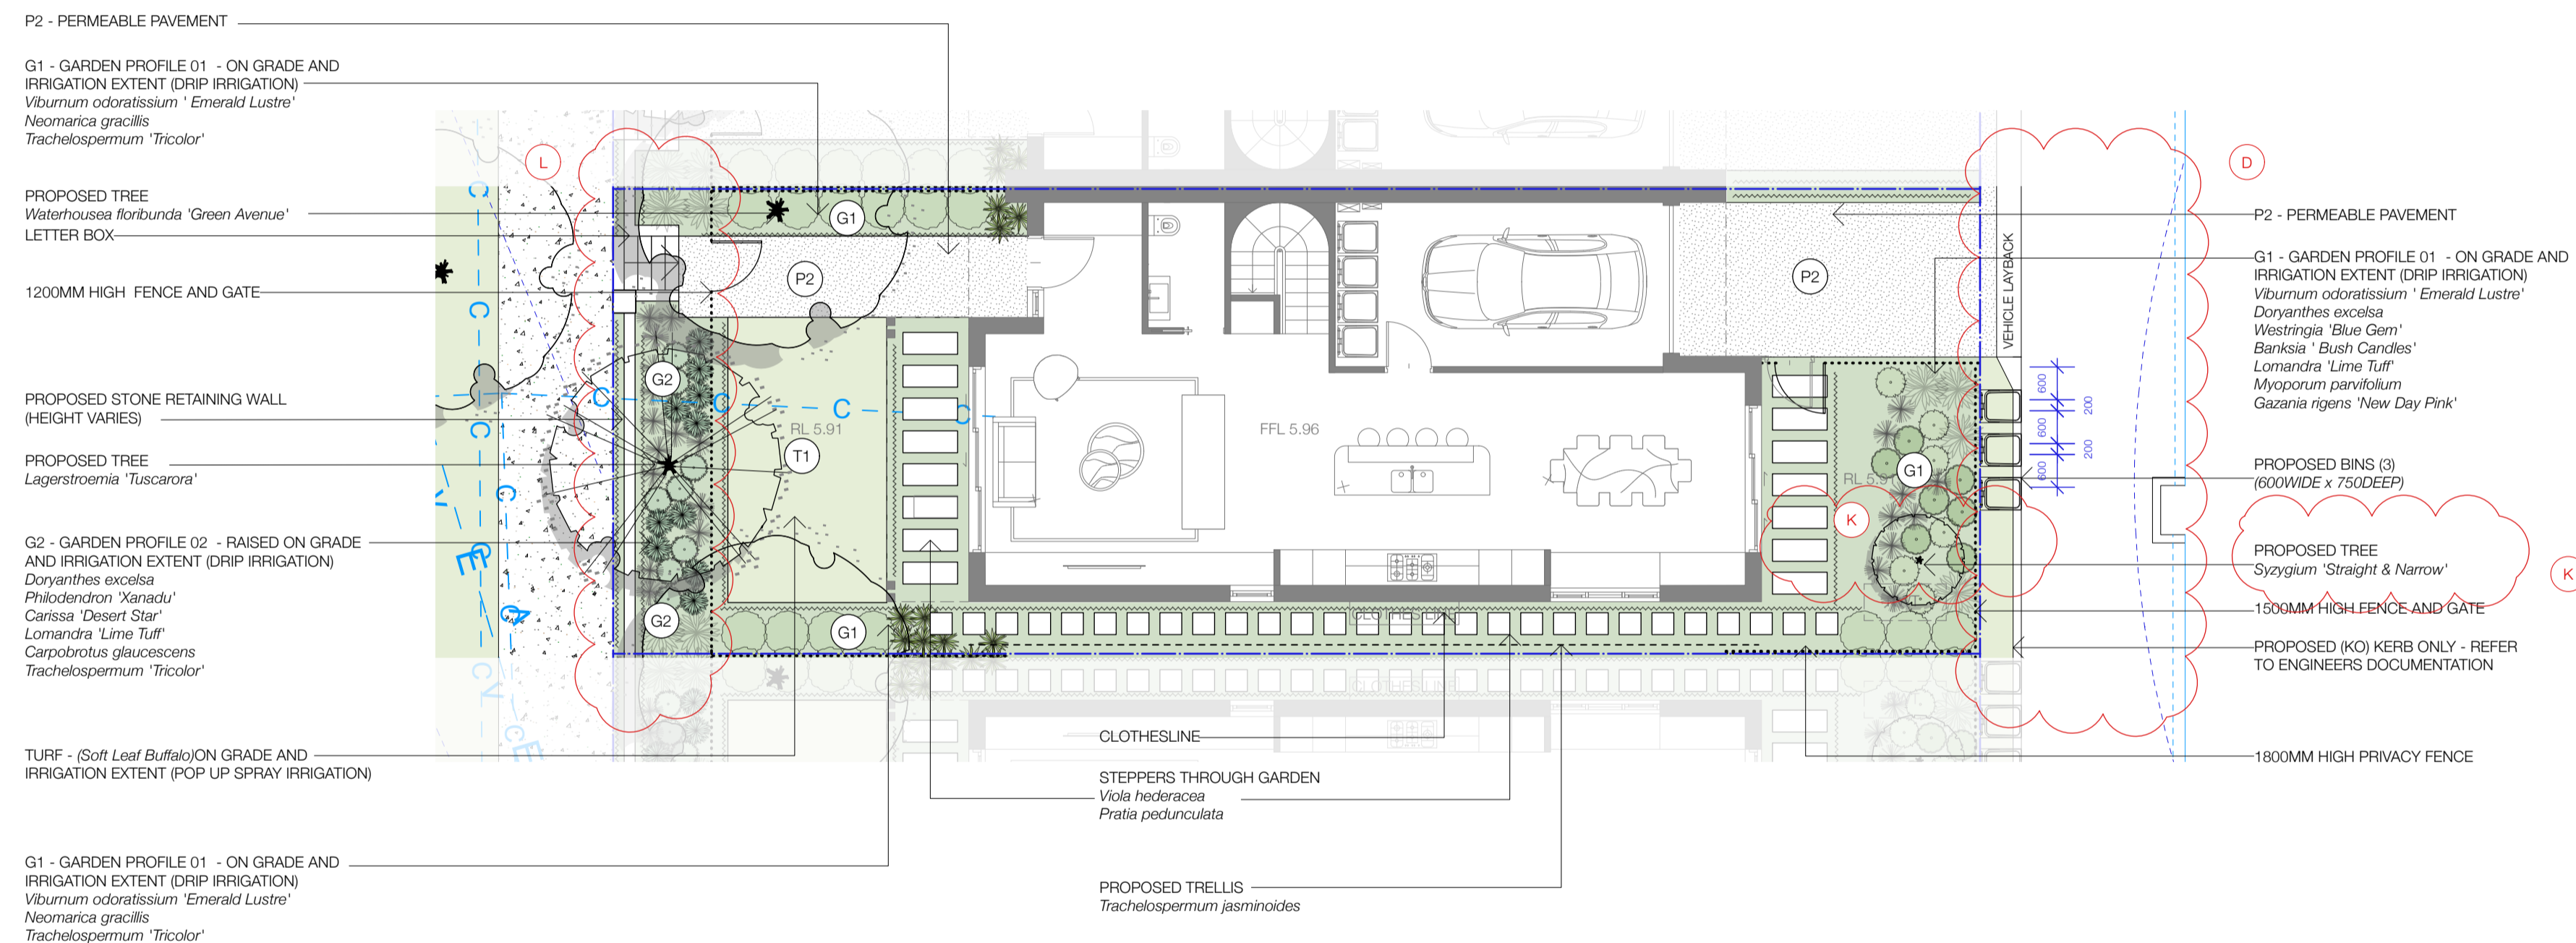 P2 - PERMEABLE PAVEMENT
G1 - GARDEN PROFILE 01 - ON GRADE AND
IRRIGATION EXTENT (DRIP IRRIGATION)
Viburnum odoratissium ' Emerald Lustre'
Neomarica gracillis
Trachelospermum 'Tricolor'
PROPOSED TREE
Waterhousea floribunda 'Green Avenue'
LETTER BOX
1200MM HIGH FENCE AND GATE
PROPOSED STONE RETAINING WALL
(HEIGHT VARIES)
PROPOSED TREE
Lagerstroemia 'Tuscarora'
G2 - GARDEN PROFILE 02 - RAISED ON GRADE
AND IRRIGATION EXTENT (DRIP IRRIGATION)
Doryanthes excelsa
Philodendron 'Xanadu'
Carissa 'Desert Star'
Lomandra 'Lime Tuff'
Carpobrotus glaucescens
Trachelospermum 'Tricolor'
TURF - (Soft Leaf Buffalo)ON GRADE AND
IRRIGATION EXTENT (POP UP SPRAY IRRIGATION)
G1 - GARDEN PROFILE 01 - ON GRADE AND
IRRIGATION EXTENT (DRIP IRRIGATION)
Viburnum odoratissium 'Emerald Lustre'
Neomarica gracillis
Trachelospermum 'Tricolor'
L
C
C
C
C
C
C
C
C
C
E
G1
P2
G2
T1
RL 5.91
G2
G1
FFL 5.96
CLOTHES LINE
CLOTHES LINE
CLOTHESLINE
STEPPERS THROUGH GARDEN
Viola hederacea
Pratia pedunculata
PROPOSED TRELLIS
Trachelospermum jasminoides
P2
G1
K
VEHICLE LAYBACK
600
200
600
200
600
D
P2 - PERMEABLE PAVEMENT
G1 - GARDEN PROFILE 01 - ON GRADE AND
IRRIGATION EXTENT (DRIP IRRIGATION)
Viburnum odoratissium ' Emerald Lustre'
Doryanthes excelsa
Westringia 'Blue Gem'
Banksia ' Bush Candles'
Lomandra 'Lime Tuff'
Myoporum parvifolium
Gazania rigens 'New Day Pink'
PROPOSED BINS (3)
(600WIDE x 750DEEP)
PROPOSED TREE
Syzygium 'Straight & Narrow'
K
1500MM HIGH FENCE AND GATE
PROPOSED (KO) KERB ONLY - REFER
TO ENGINEERS DOCUMENTATION
1800MM HIGH PRIVACY FENCE